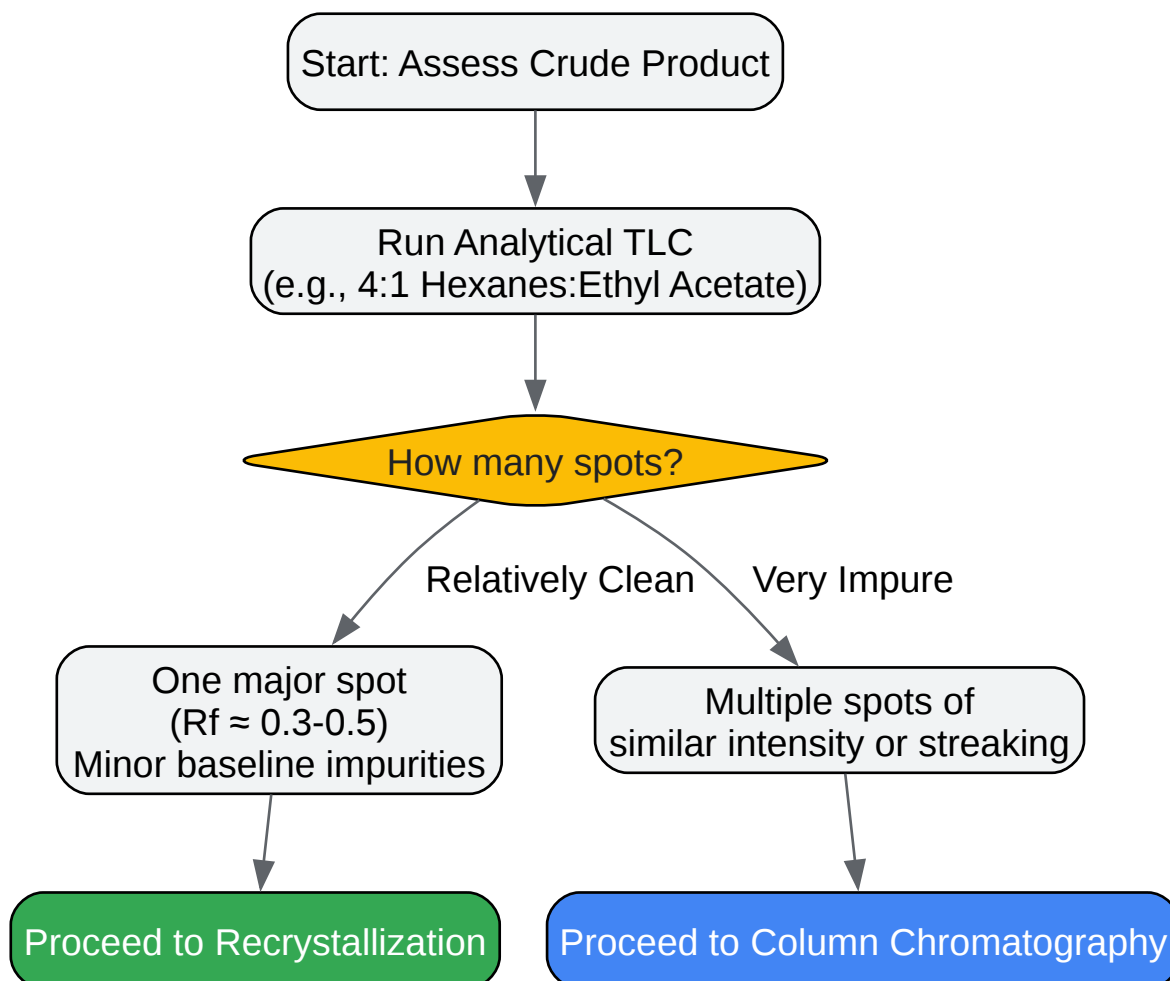 Start: Assess Crude Product
Run Analytical TLC
(e.g., 4:1 Hexanes:Ethyl Acetate)
How many spots?
Relatively Clean
Very Impure
One major spot
(Rf ≈ 0.3-0.5)
Minor baseline impurities
Multiple spots of
similar intensity or streaking
Proceed to Recrystallization
Proceed to Column Chromatography